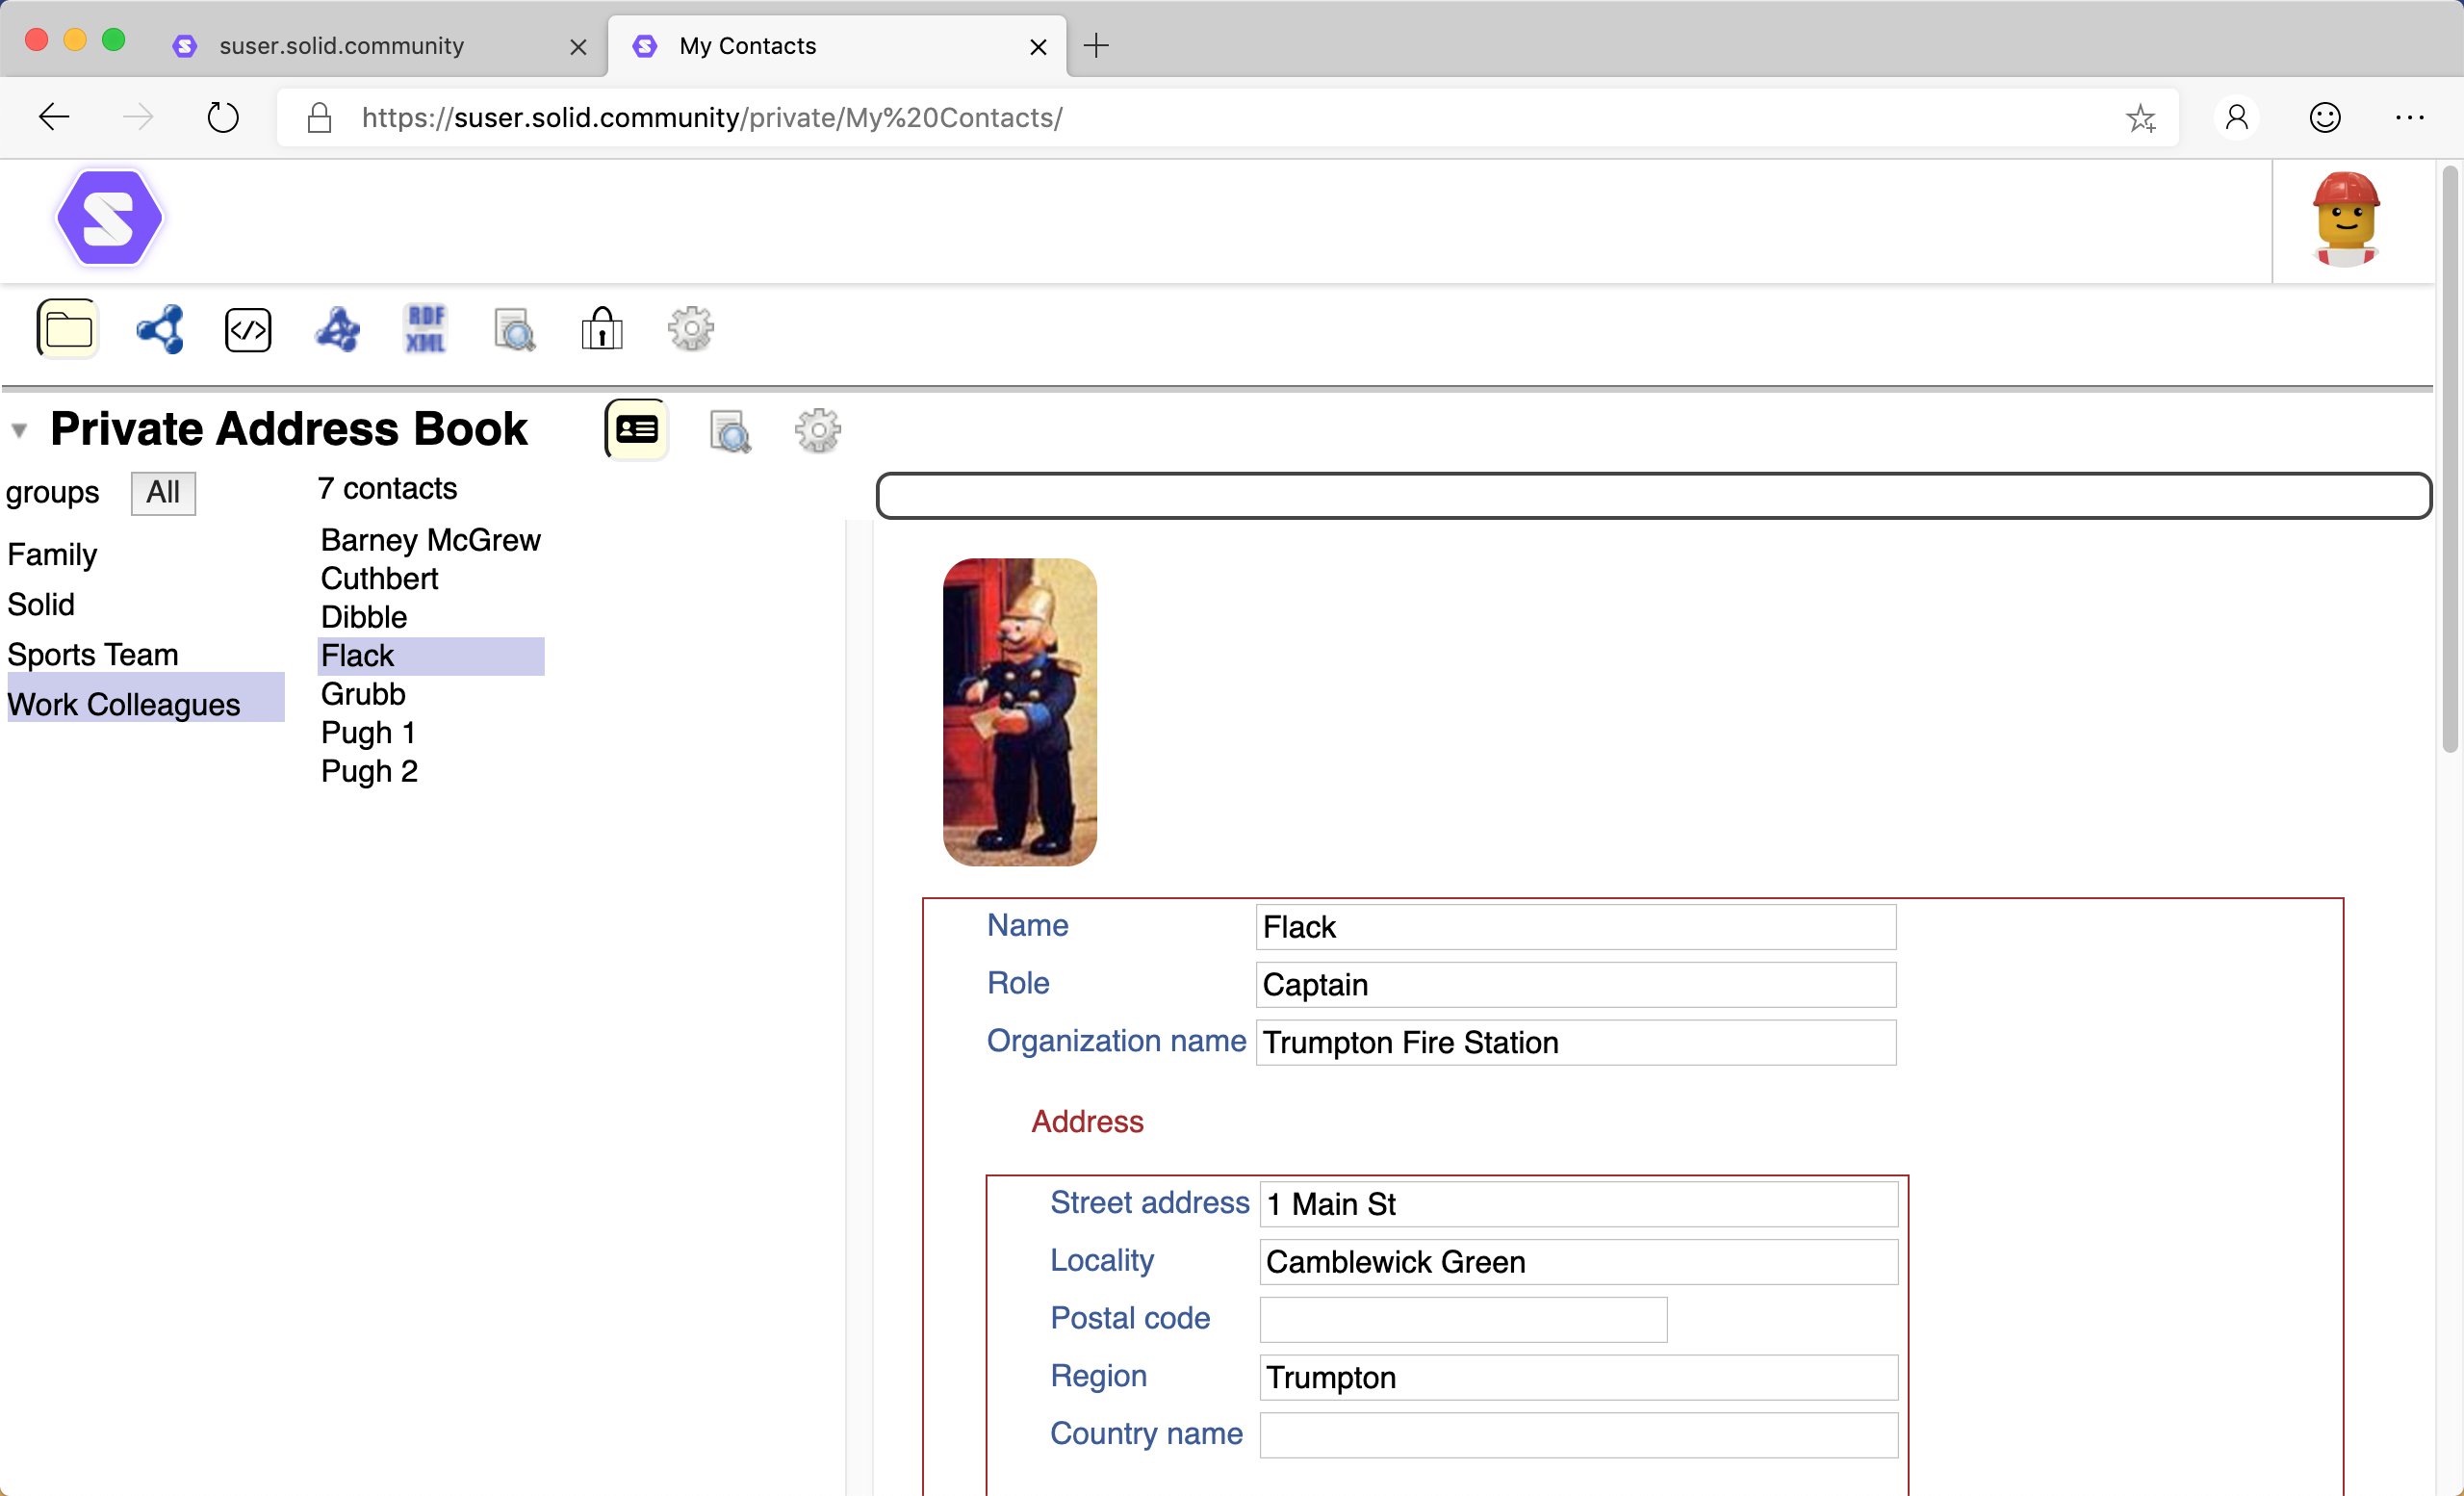 suser.solid.community
My Contacts
https://suser.solid.community/private/My%20Contacts/
RDF
XML
Private Address Book
groups All 7 contacts
Family
Solid
Sports Team
Work Colleagues
Barney McGrew
Cuthbert
Dibble
Flack
Grubb
Pugh 1
Pugh 2
Name Flack
Role Captain
Organization name Trumpton Fire Station
Address
Street address 1 Main St
Locality Camblewick Green
Postal code
Region Trumpton
Country name